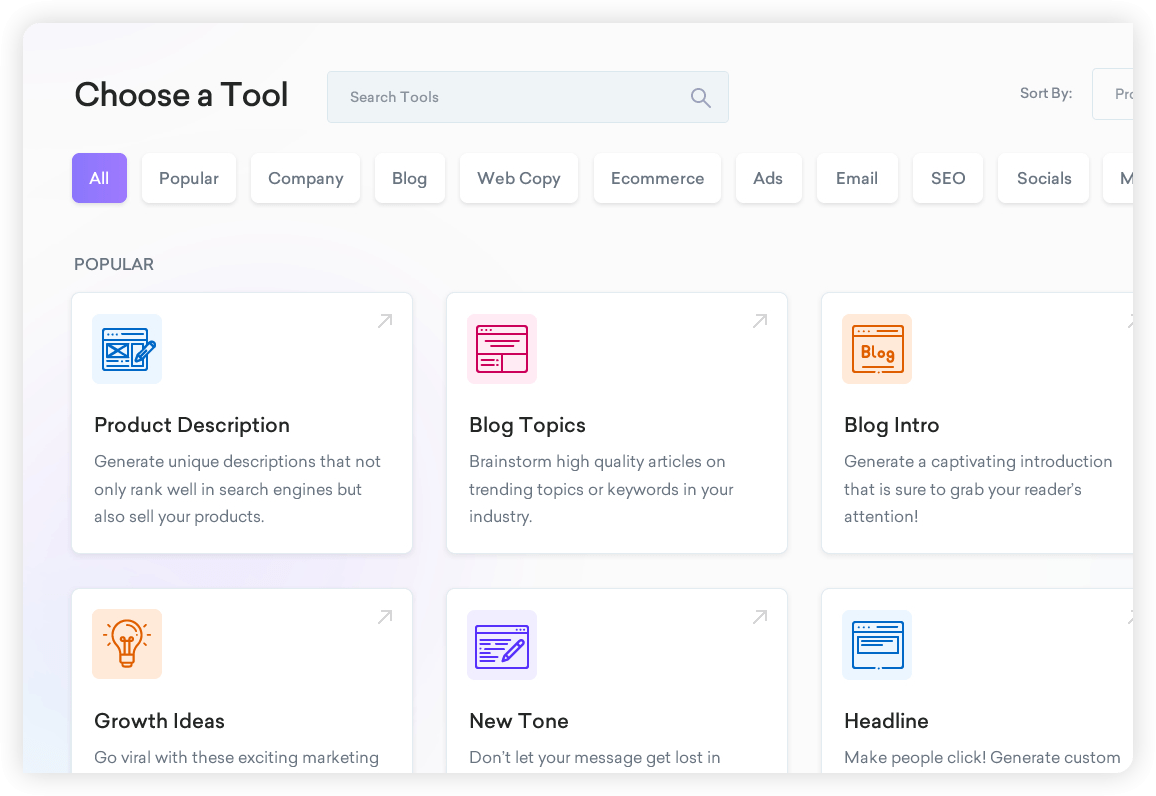 Choose a Tool
Search Tools
Sort By:
All
Popular
Company
Blog
Web Copy
Ecommerce
Ads
Email
SEO
Socials
POPULAR
Product Description
Generate unique descriptions that not
only rank well in search engines but
also sell your products.
Blog Topics
Brainstorm high quality articles on
trending topics or keywords in your
industry.
Blog
Blog Intro
Generate a captivating introduction
that is sure to grab your reader's
attention!
Growth Ideas
Go viral with these exciting marketing
New Tone
Don't let your message get lost in
Headline
Make people click! Generate custom